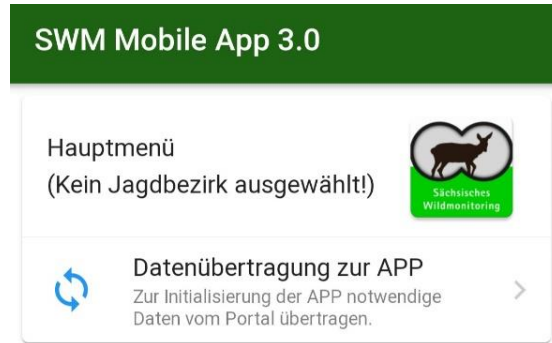 SWM Mobile App 3.0
Hauptmenü
(Kein Jagdbezirk ausgewählt!)
Sächsisches
Wildmonitoring
Datenübertragung zur APP
Zur Initialisierung der APP notwendige
Daten vom Portal übertragen.